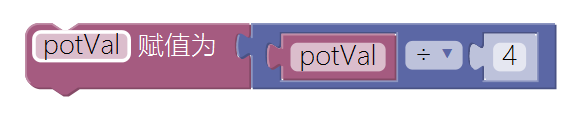 potVal 赋值为 potVal ÷ 4